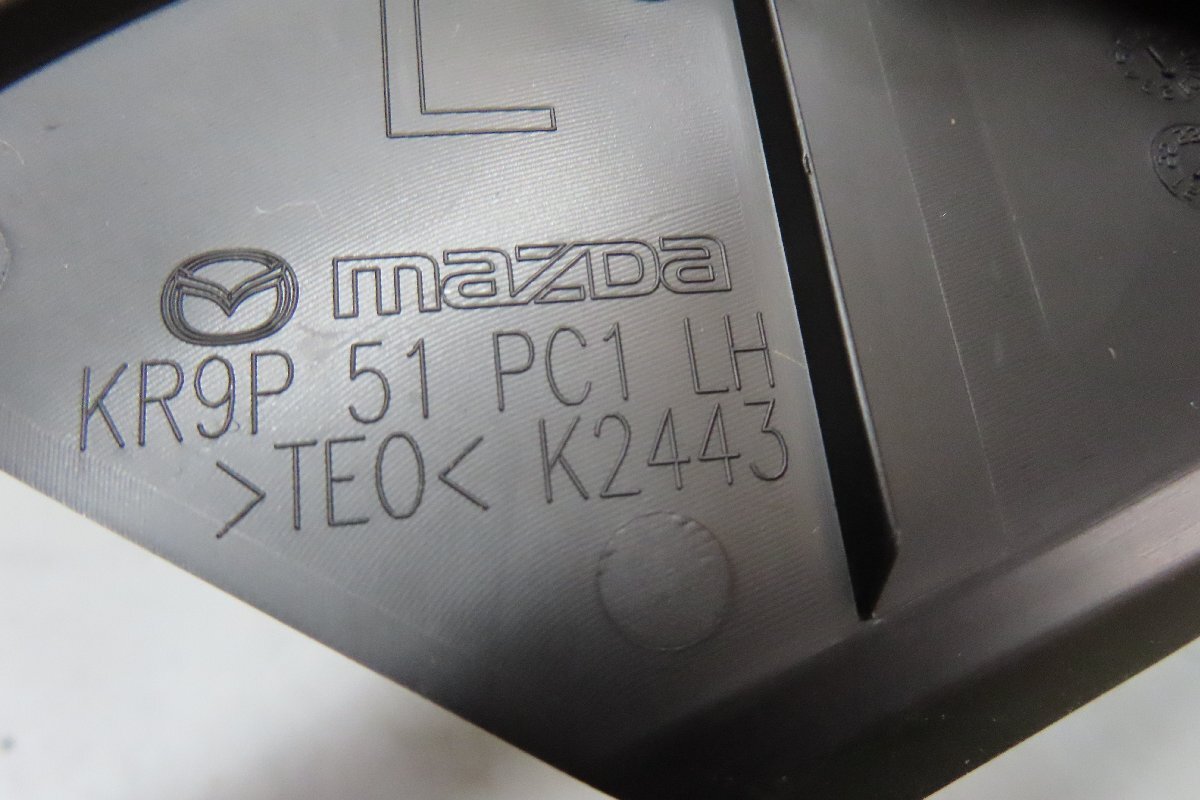 L
mazda
KR9P 51 PC1 LH
>TEO< K2443